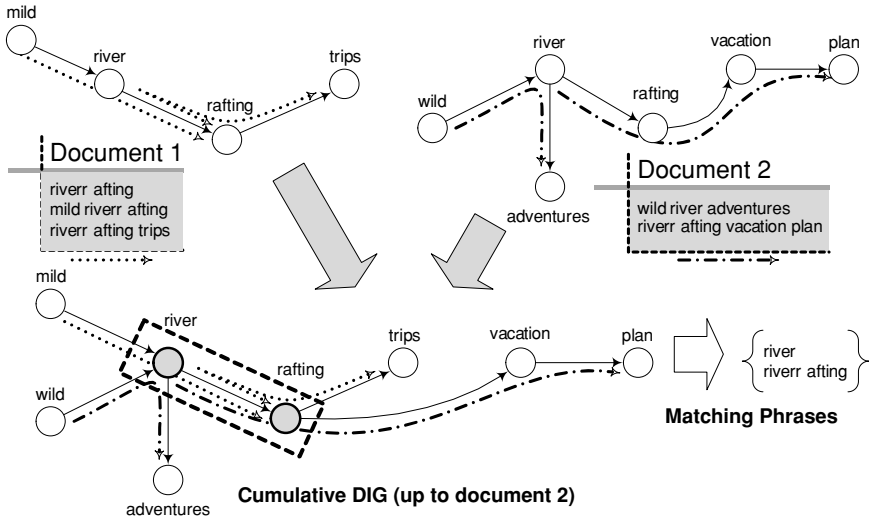 mild
river
rafting
trips
Document 1
riverr afting
mild riverr afting
riverr afting trips
river
vacation
plan
wild
rafting
adventures
Document 2
wild river adventures
riverr afting vacation plan
mild
river
rafting
trips
vacation
plan
wild
adventures
river
riverr afting
Matching Phrases
Cumulative DIG (up to document 2)